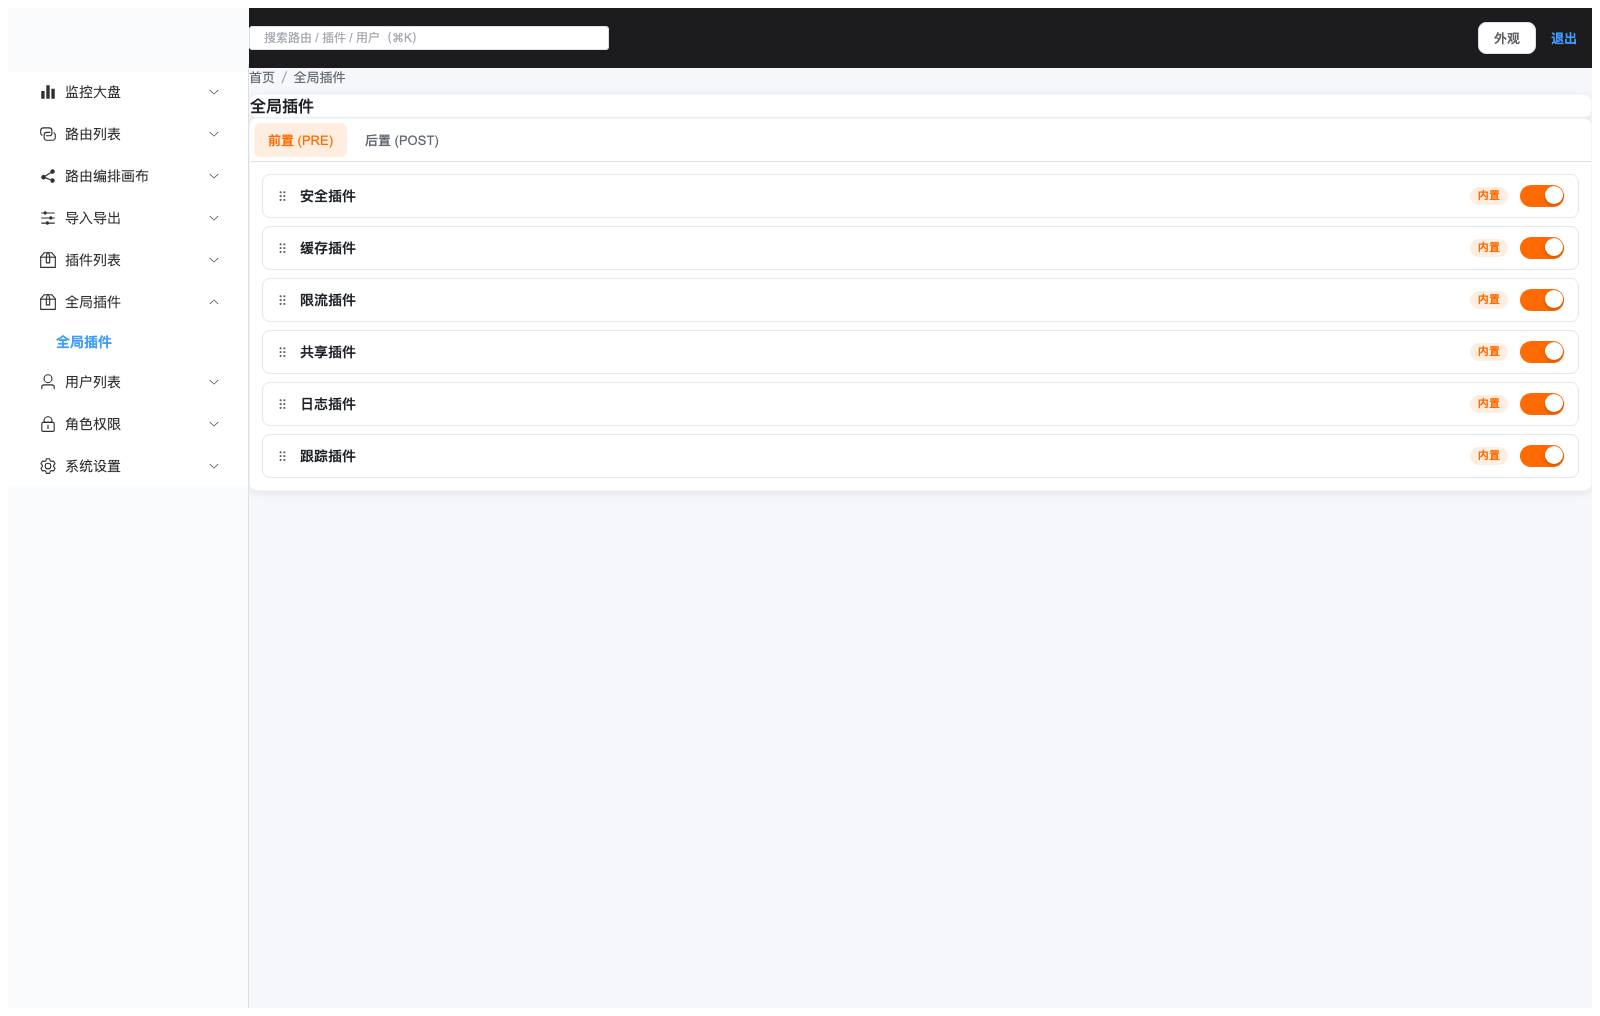 搜索路由 / 插件 / 用户（⌘K）
外观
退出
监控大盘
路由列表
路由编排画布
导入导出
插件列表
全局插件
全局插件
用户列表
角色权限
系统设置
首页 / 全局插件
全局插件
前置 (PRE)
后置 (POST)
安全插件 内置
缓存插件 内置
限流插件 内置
共享插件 内置
日志插件 内置
跟踪插件 内置